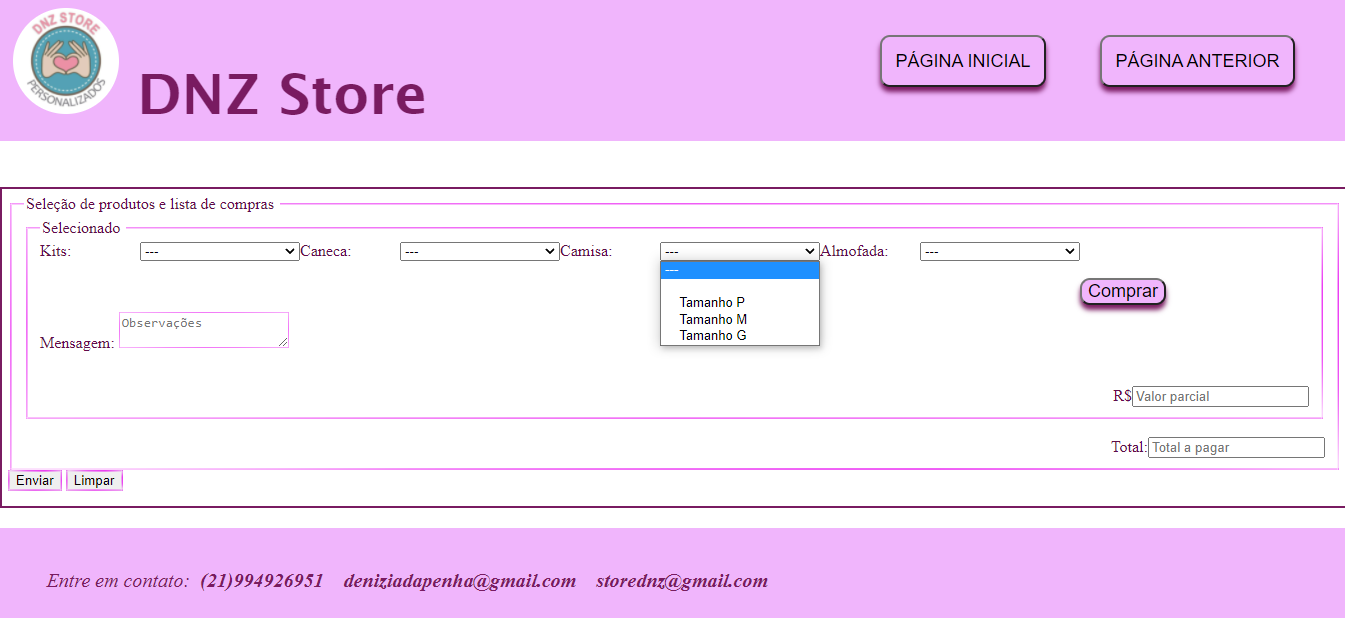 DNZ STORE
PERSONALIZADOS
DNZ Store
PÁGINA INICIAL
PÁGINA ANTERIOR
Seleção de produtos e lista de compras
Selecionado
Kits: --- Caneca: --- Camisa: --- Almofada: ---
---
Tamanho P
Tamanho M
Tamanho G
Comprar
Mensagem: Observações
R$ Valor parcial
Total: Total a pagar
Enviar Limpar
Entre em contato: (21)994926951 deniziadapenha@gmail.com storednz@gmail.com